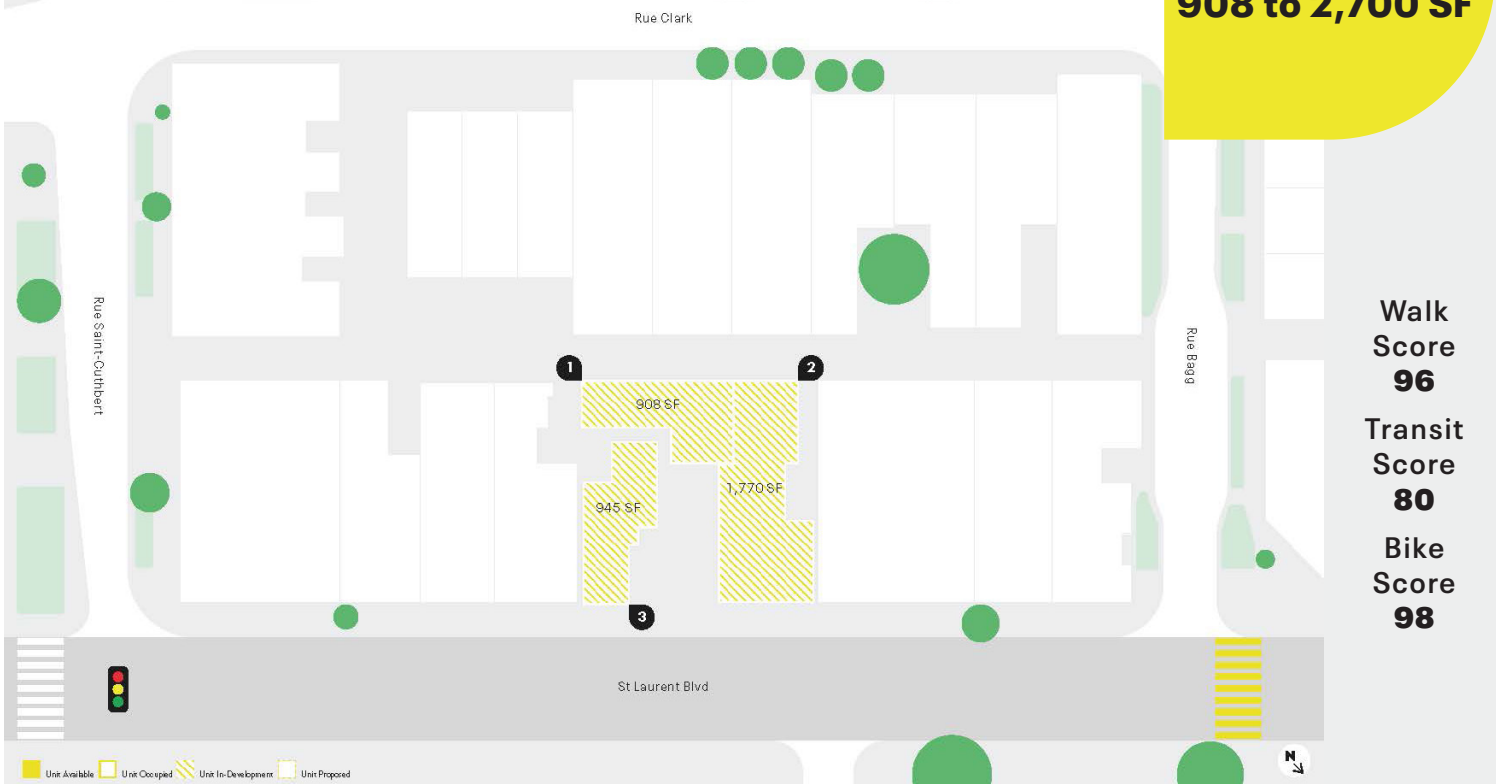 908 to 2,700 SF
Rue Clark
Rue Saint-Cuthbert
Rue Bagg
1
2
908 SF
1,770 SF
945 SF
3
St Laurent Blvd
Walk
Score
96
Transit
Score
80
Bike
Score
98
N
Unit Available
Unit Occupied
Unit In-Development
Unit Proposed